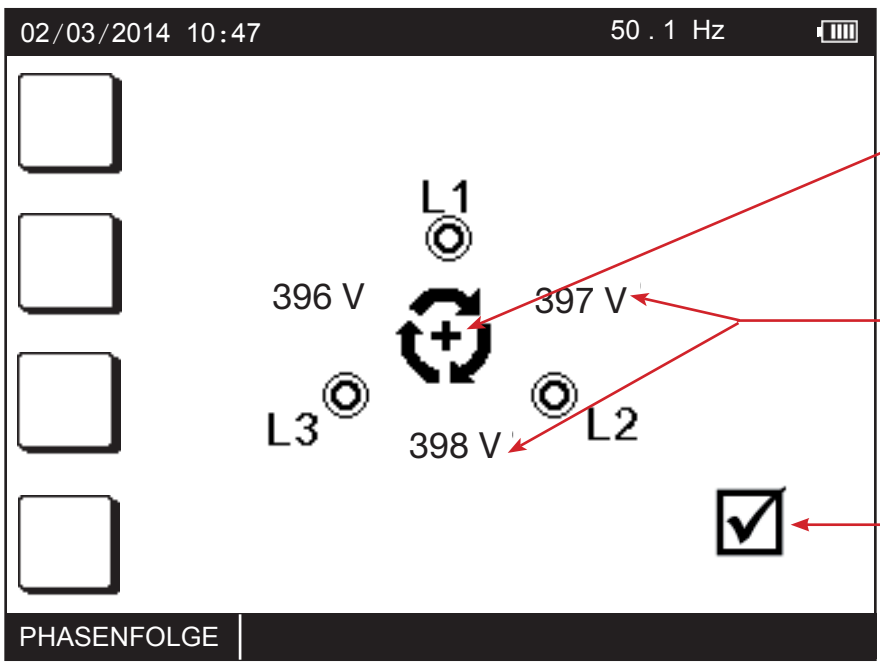 02/03/2014 10:47 50.1 Hz
L1
396 V 397 V
L3 L2
398 V
PHASENFOLGE